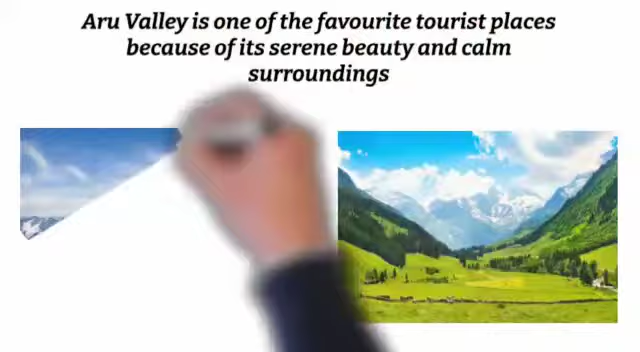 Aru Valley is one of the favourite tourist places
because of its serene beauty and calm
surroundings